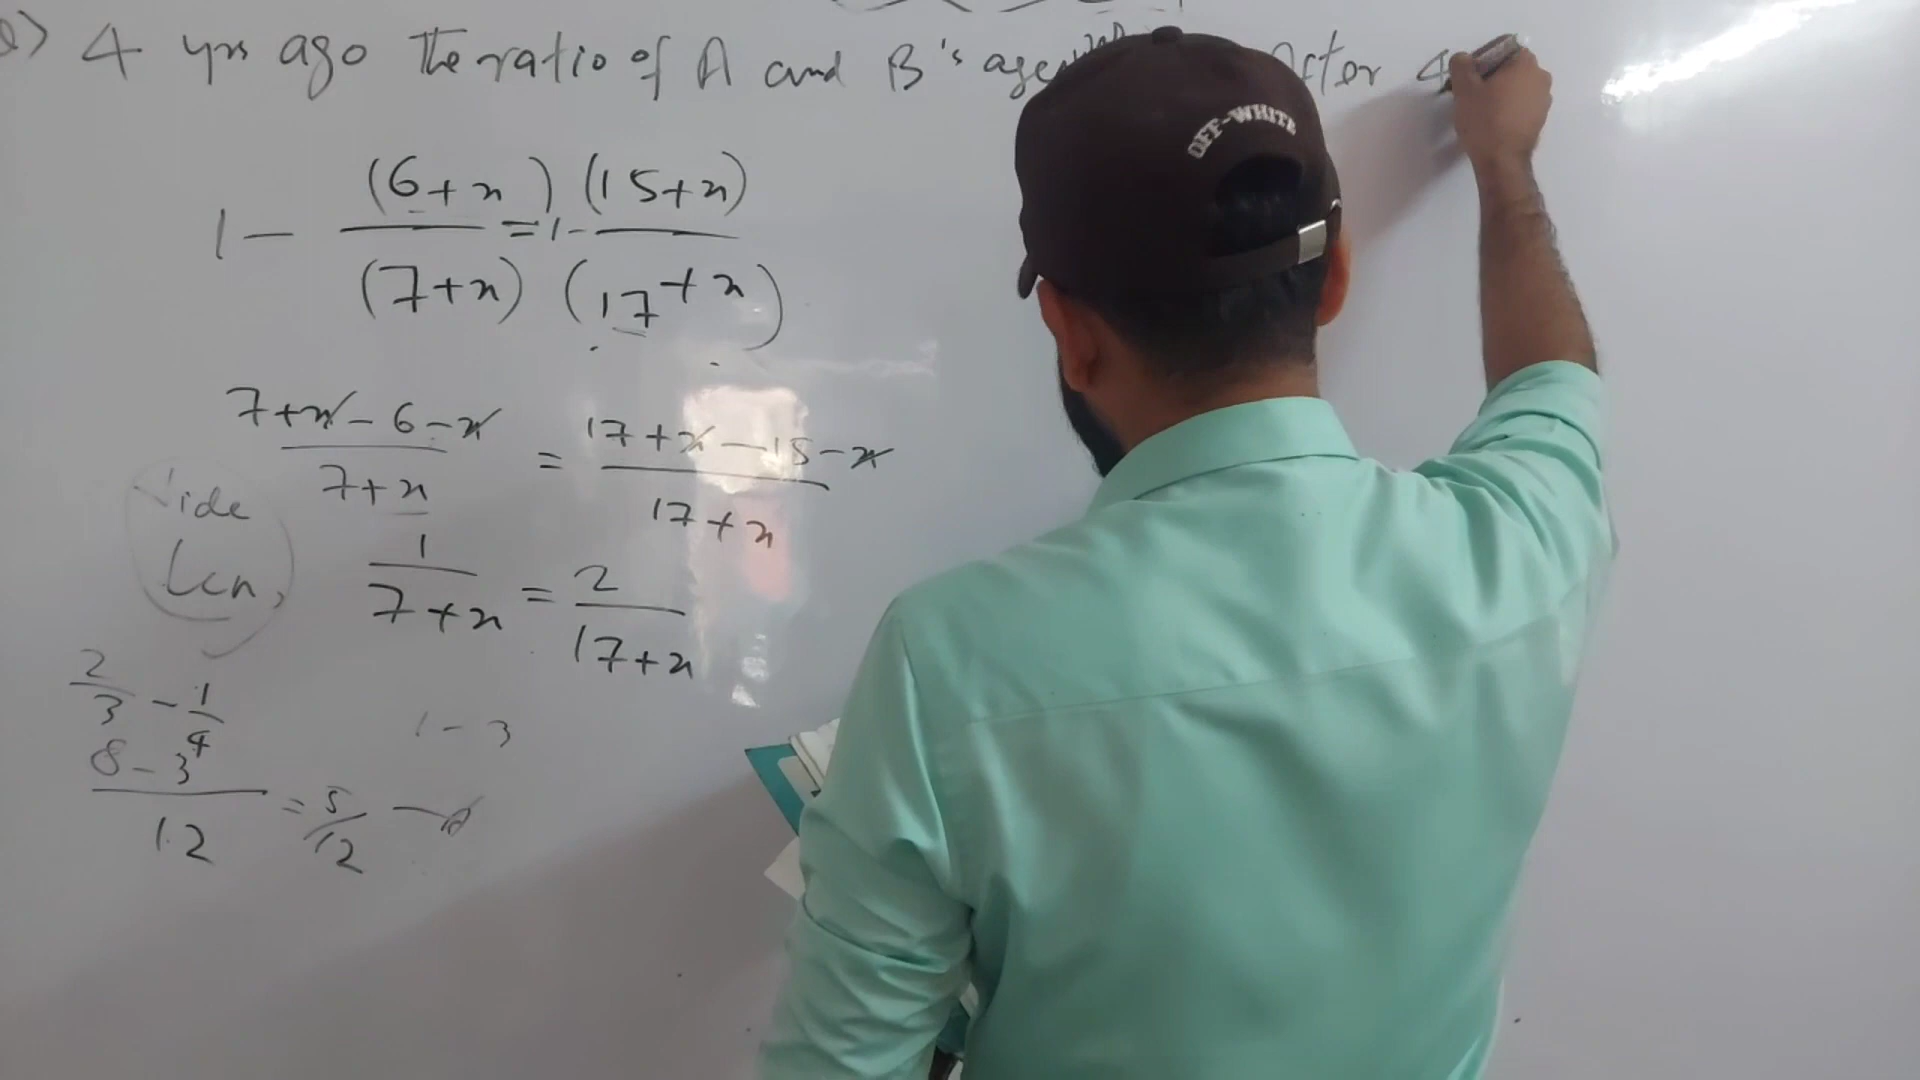 4 yrs ago the ratio of A and B's age After 4
OFF-WHITE
1 - (6+x)/(7+x) = 1 - (15+x)/(17+x)
7+x-6-x/7+x = 17+x-15-x/17+x
1/7+x = 2/17+x
2/3 - 1/4
1-3
8-3/12 = 5/12